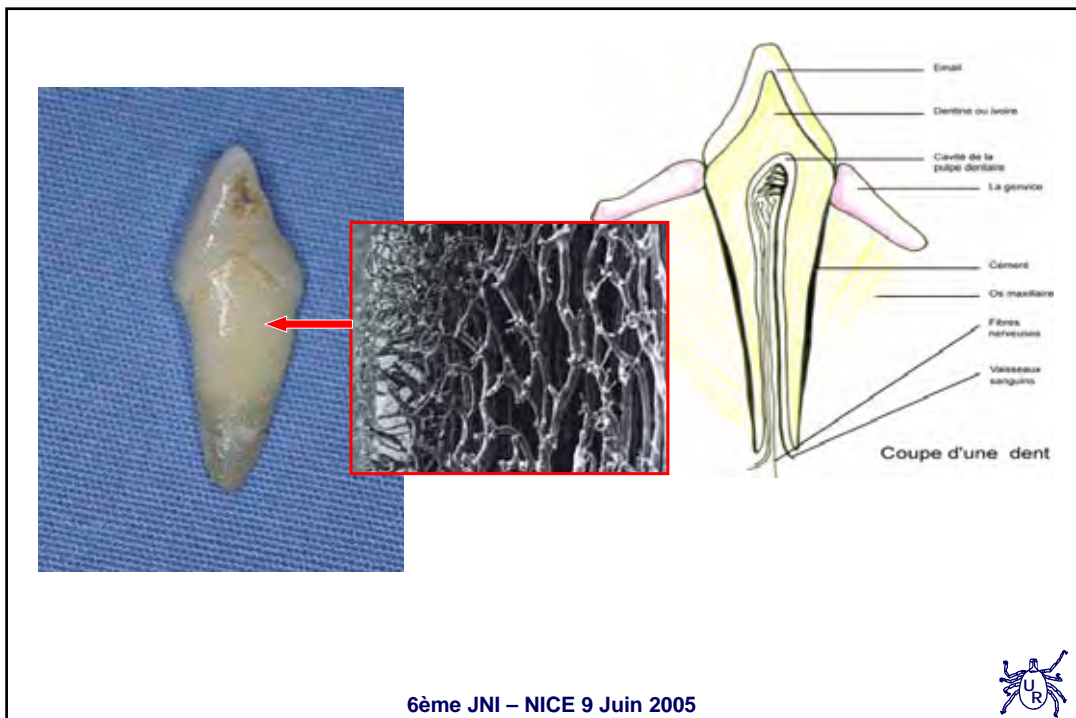 Email
Dentine ou ivoire
Cavité de la
pulpe dentaire
La genvice
Cément
Os maxillaire
Fibres
nerveuses
Vaisseaux
sanguins
Coupe d'une dent
6ème JNI – NICE 9 Juin 2005
U
R